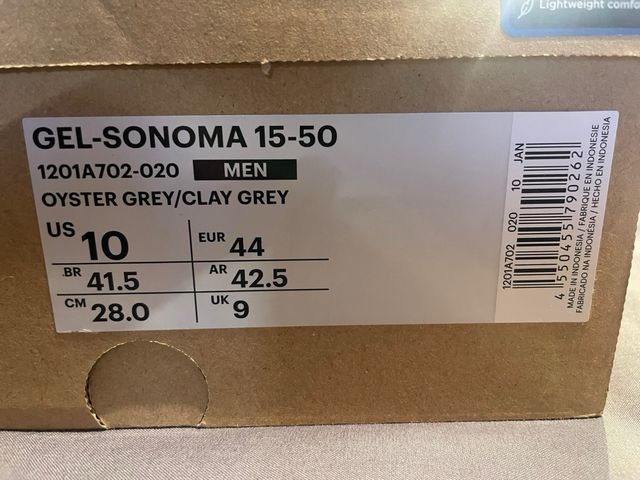 Lightweight comfo
GEL-SONOMA 15-50
1201A702-020 MEN
OYSTER GREY/CLAY GREY
US 10 EUR 44
BR 41.5 AR 42.5
CM 28.0 UK 9
1201A702 020 10 JAN
4 550455 790262
MADE IN INDONESIA / FABRIQUE EN INDONESIE
FABRICADO NA INDONÉSIA / HECHO EN INDONESIA